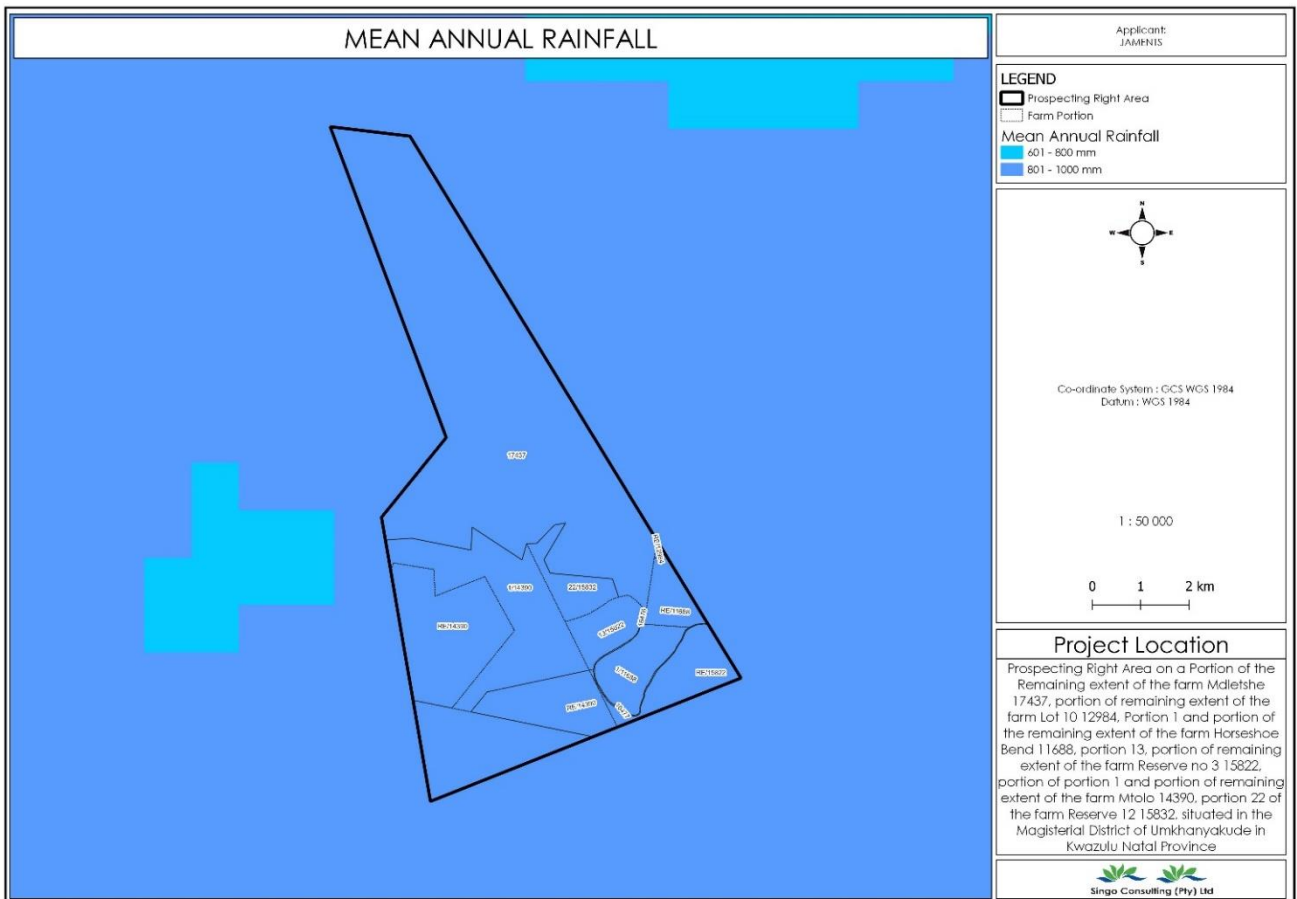 MEAN ANNUAL RAINFALL
Applicant:
JAMENTS
LEGEND
Prospecting Right Area
Farm Portion
Mean Annual Rainfall
601 - 800 mm
801 - 1000 mm
N
W
E
S
Co-ordinate System : GCS WGS 1984
Datum : WGS 1984
1 : 50 000
0 1 2 km
Project Location
Prospecting Right Area on a Portion of the
Remaining extent of the farm Mdletshe
17437, portion of remaining extent of the
farm Lot 10 12984, Portion 1 and portion of
the remaining extent of the farm Horseshoe
Bend 11688, portion 13, portion of remaining
extent of the farm Reserve no 3 15822,
portion of portion 1 and portion of remaining
extent of the farm Mtolo 14390, portion 22 of
the farm Reserve 12 15832, situated in the
Magisterial District of Umkhanyakude in
Kwazulu Natal Province
Singo Consulting (Pty) Ltd
17437
RE/12984
1/14390
22/15832
RE/11688
RE/14390
13/15822
1/11688
RE/15822
RE/14390